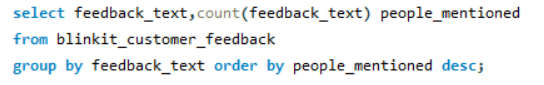 select feedback_text,count(feedback_text) people_mentioned
from blinkit_customer_feedback
group by feedback_text order by people_mentioned desc;